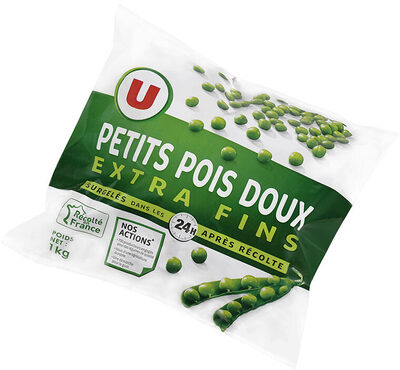 U
PETITS POIS DOUX
EXTRA FINS
SURGELÉS DANS LES 24H APRÈS RÉCOLTE
Récolté
en France
POIDS
NET :
1kg
NOS
ACTIONS*